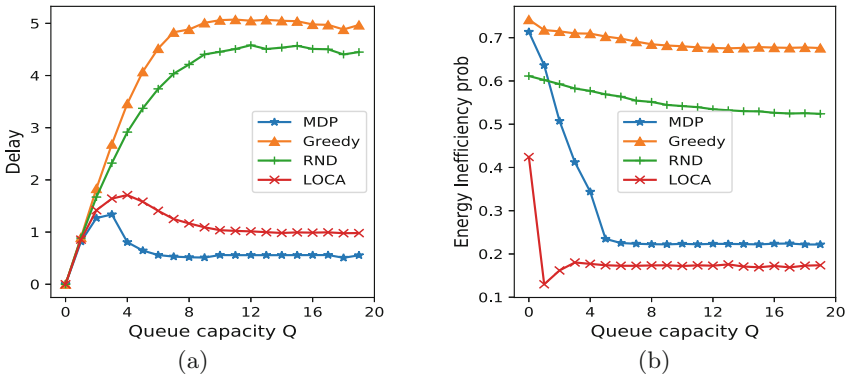 5
4
3
2
1
0
Delay
MDP
Greedy
RND
LOCA
0 4 8 12 16 20
Queue capacity Q
(a)
0.7
0.6
0.5
0.4
0.3
0.2
0.1
Energy Inefficiency prob
MDP
Greedy
RND
LOCA
0 4 8 12 16 20
Queue capacity Q
(b)